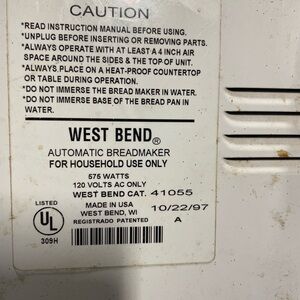 CAUTION
*READ INSTRUCTION MANUAL BEFORE USING.
*UNPLUG BEFORE INSERTING OR REMOVING PARTS.
*ALWAYS OPERATE WITH AT LEAST A 4 INCH AIR
SPACE AROUND THE SIDES & THE TOP OF UNIT.
*ALWAYS PLACE ON A HEAT-PROOF COUNTERTOP
OR TABLE DURING OPERATION.
*DO NOT IMMERSE THE BREAD MAKER IN WATER.
*DO NOT IMMERSE BASE OF THE BREAD PAN IN
WATER.
WEST BEND®
AUTOMATIC BREADMAKER
FOR HOUSEHOLD USE ONLY
575 WATTS
120 VOLTS AC ONLY
WEST BEND CAT. 41055
LISTED
UL
309H
MADE IN USA
WEST BEND, WI
REGISTRADO PATENTED
10/22/97
A